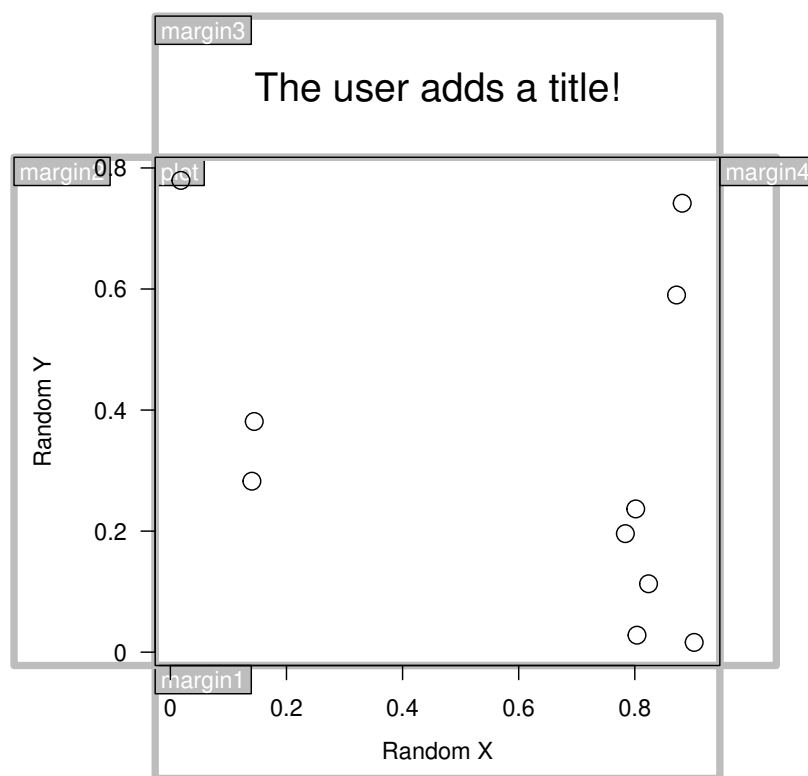 margin3
The user adds a title!
margin2
plot
margin4
0.8
0.6
0.4
0.2
0
Random Y
margin1
0 0.2 0.4 0.6 0.8
Random X